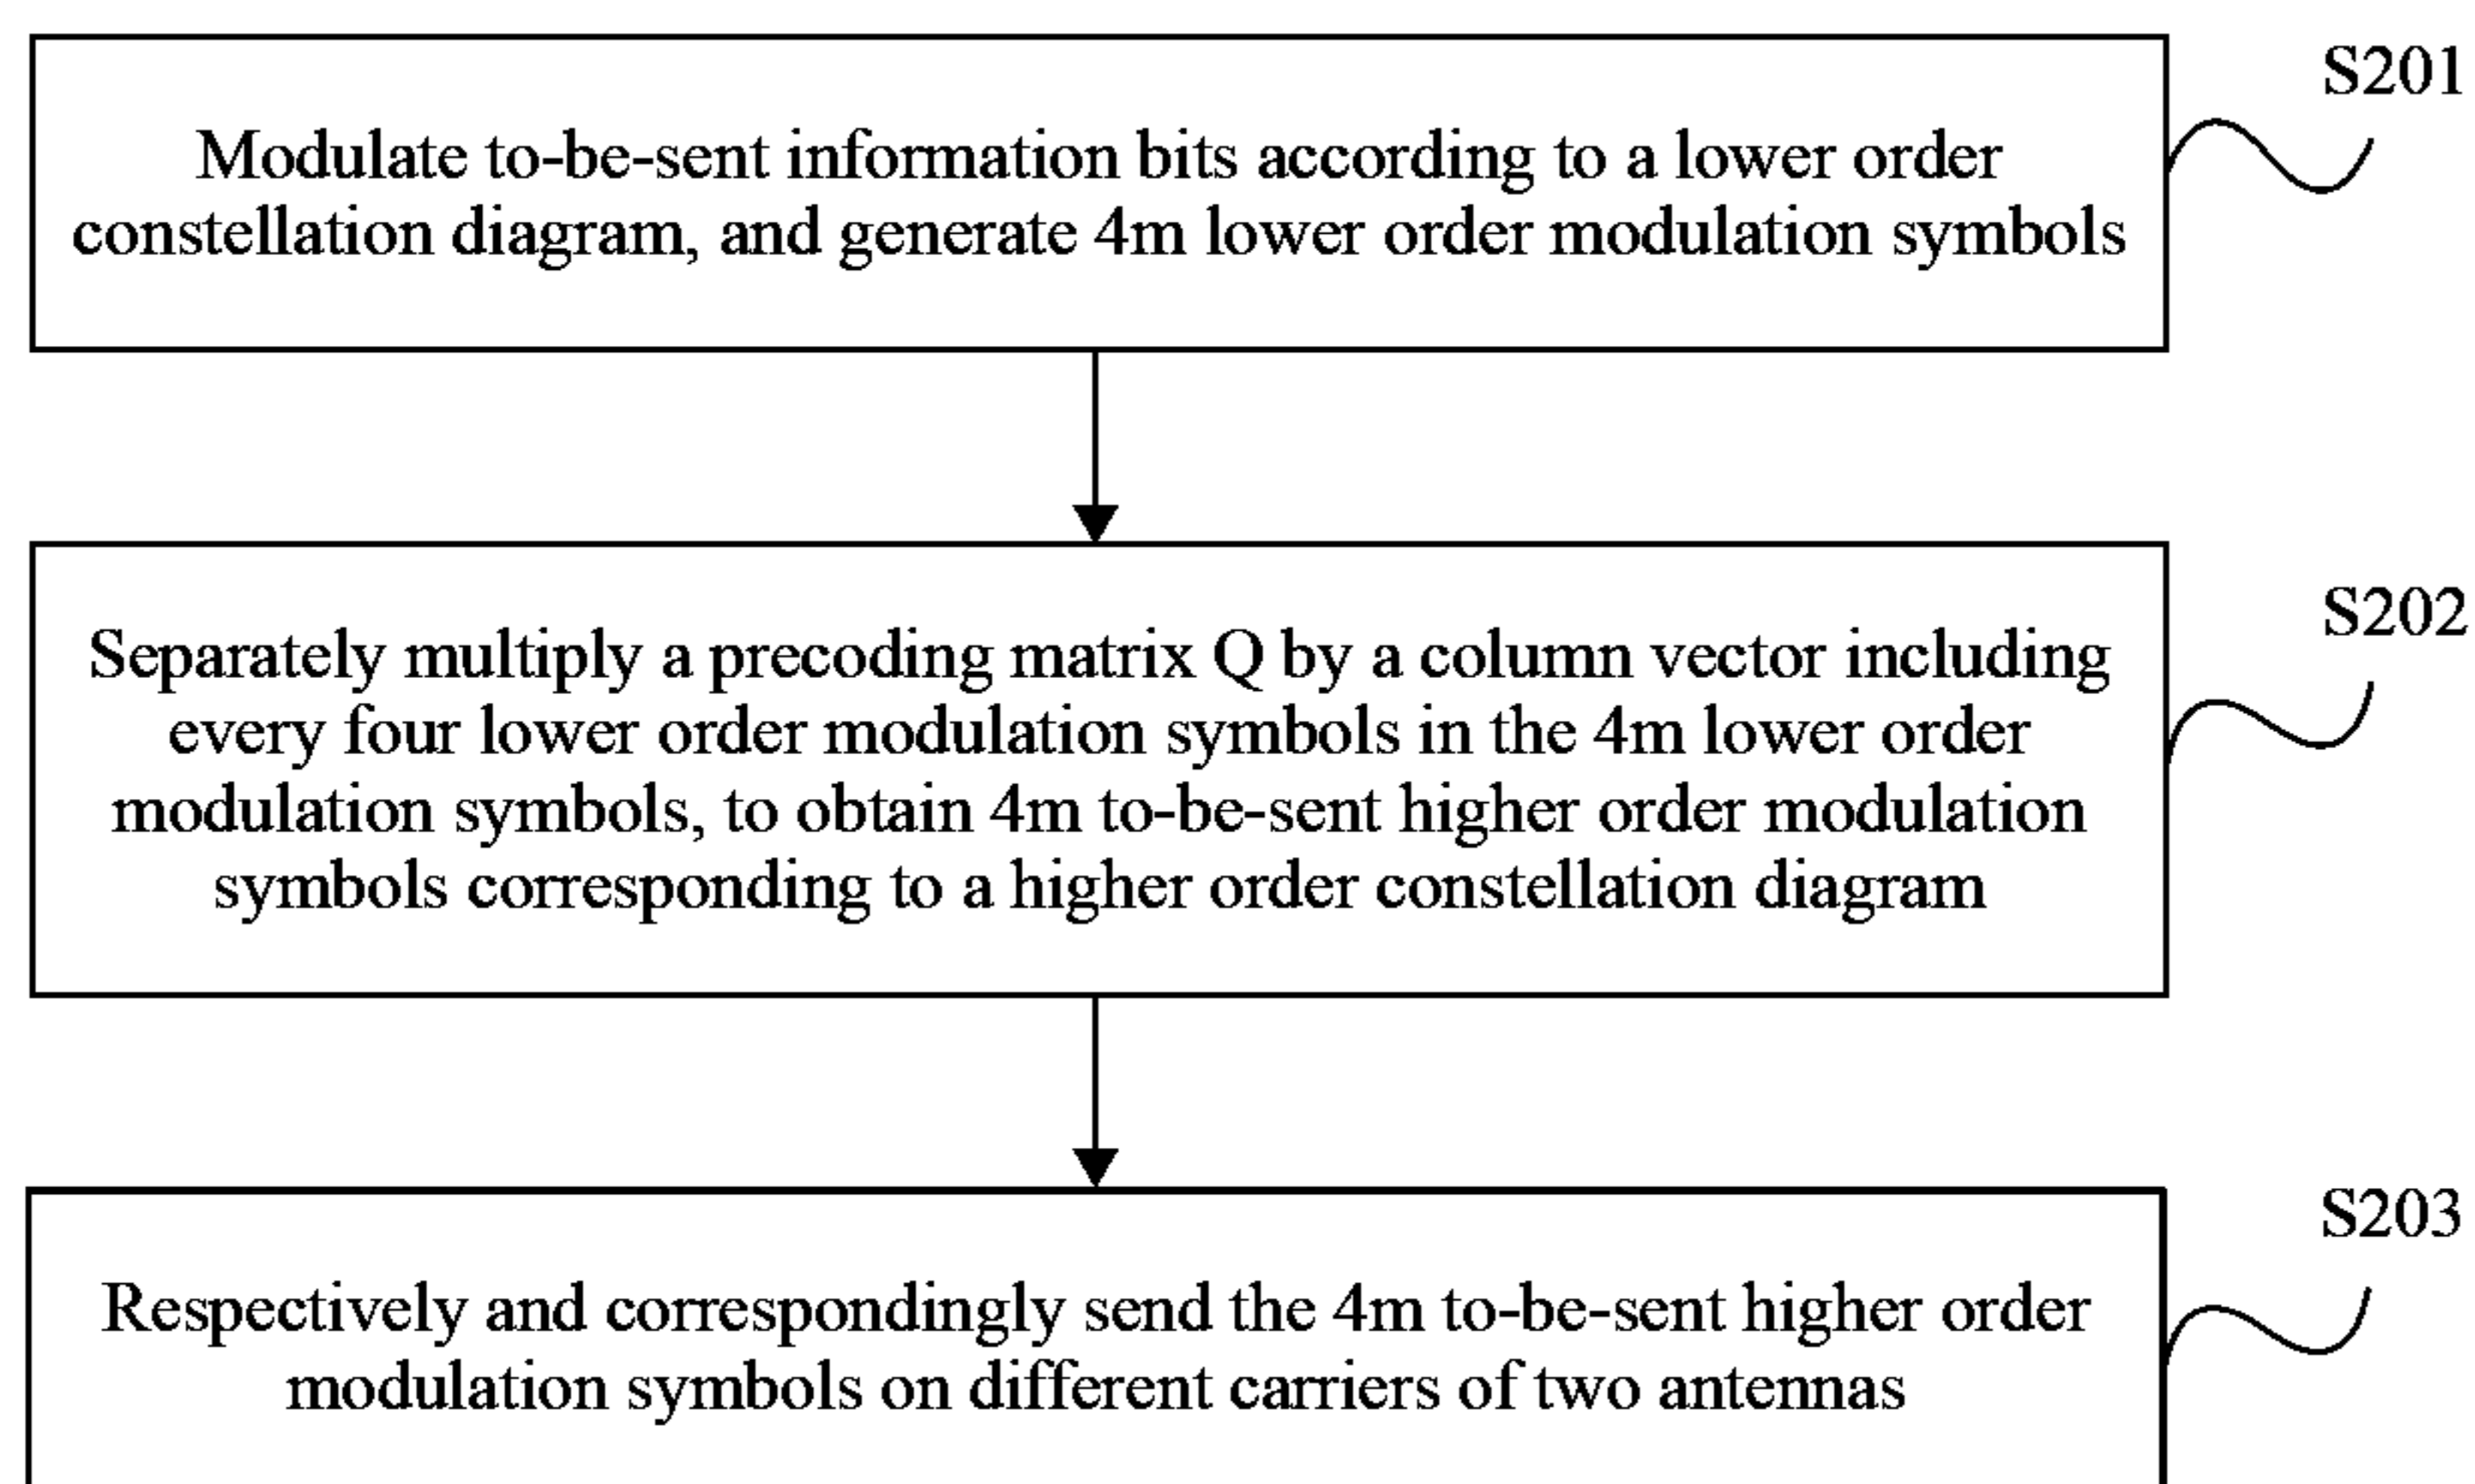 S201
Modulate to-be-sent information bits according to a lower order
constellation diagram, and generate 4m lower order modulation symbols
S202
Separately multiply a precoding matrix Q by a column vector including
every four lower order modulation symbols in the 4m lower order
modulation symbols, to obtain 4m to-be-sent higher order modulation
symbols corresponding to a higher order constellation diagram
S203
Respectively and correspondingly send the 4m to-be-sent higher order
modulation symbols on different carriers of two antennas